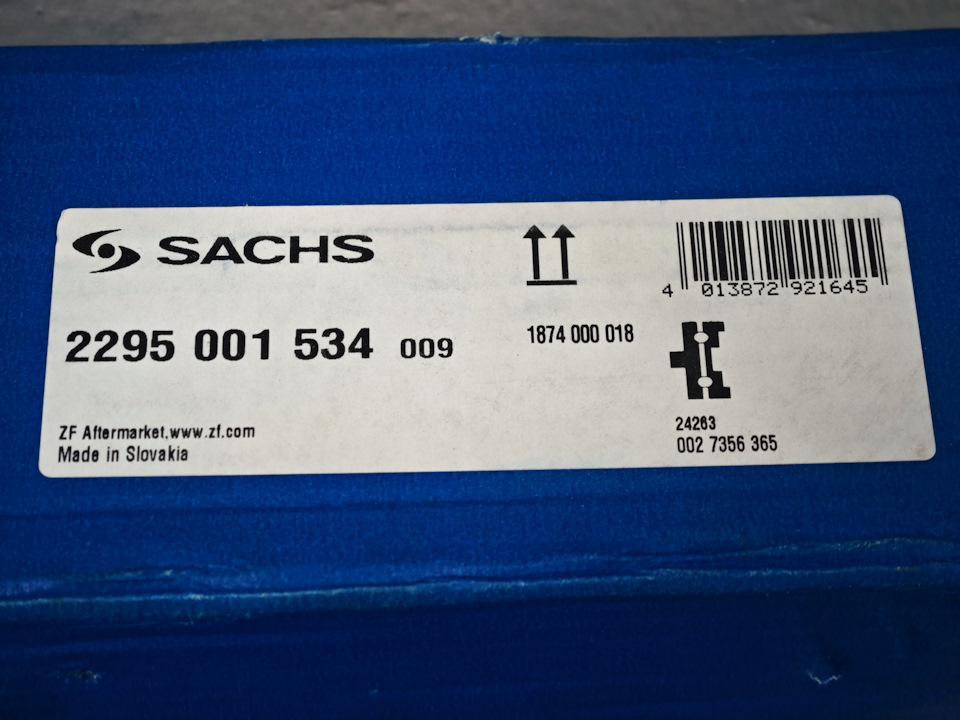 SACHS
4 013872 921645
2295 001 534 009
1874 000 018
24263
002 7356 365
ZF Aftermarket,www.zf.com
Made in Slovakia